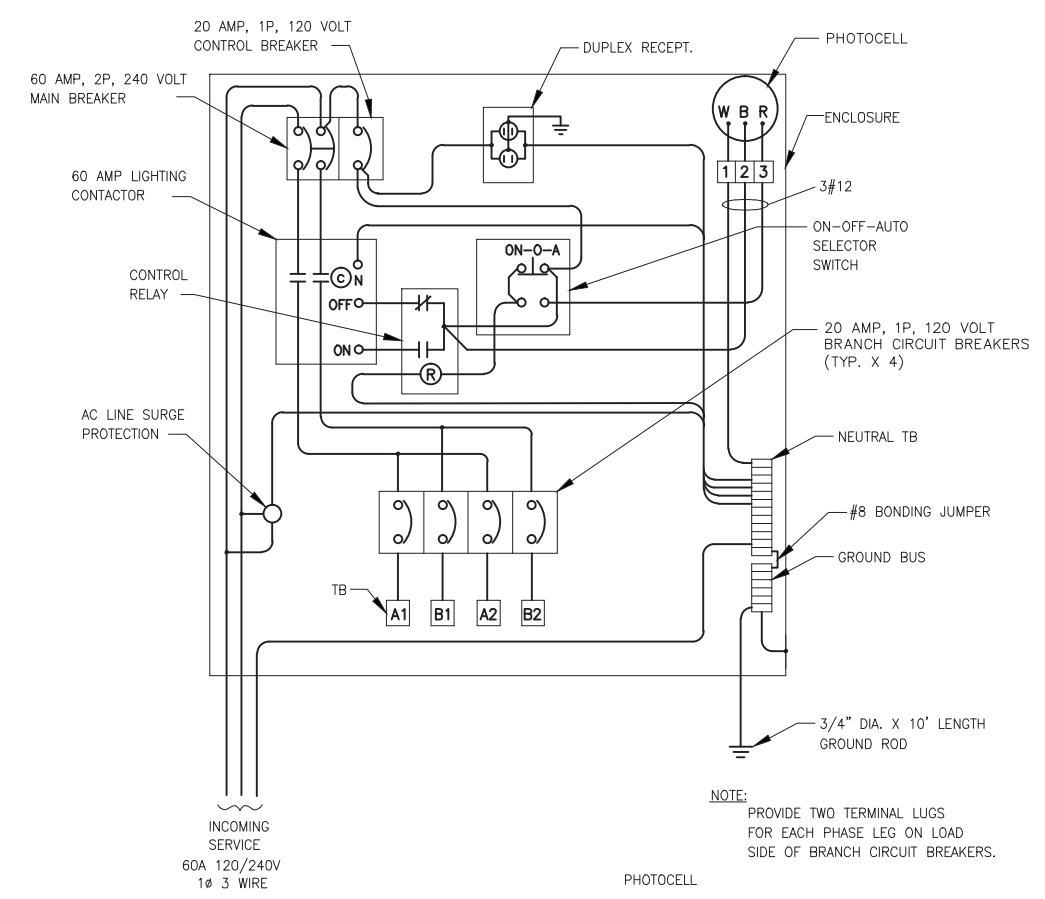 20 AMP, 1P, 120 VOLT
CONTROL BREAKER
DUPLEX RECEPT.
PHOTOCELL
60 AMP, 2P, 240 VOLT
MAIN BREAKER
W B R
ENCLOSURE
1 2 3
60 AMP LIGHTING
CONTACTOR
3#12
ON-OFF-AUTO
SELECTOR
SWITCH
ON-O-A
CONTROL
RELAY
C N
OFF
ON
R
20 AMP, 1P, 120 VOLT
BRANCH CIRCUIT BREAKERS
(TYP. X 4)
AC LINE SURGE
PROTECTION
NEUTRAL TB
#8 BONDING JUMPER
GROUND BUS
TB
A1 B1 A2 B2
3/4" DIA. X 10' LENGTH
GROUND ROD
NOTE:
PROVIDE TWO TERMINAL LUGS
FOR EACH PHASE LEG ON LOAD
SIDE OF BRANCH CIRCUIT BREAKERS.
INCOMING
SERVICE
60A 120/240V
1ø 3 WIRE
PHOTOCELL